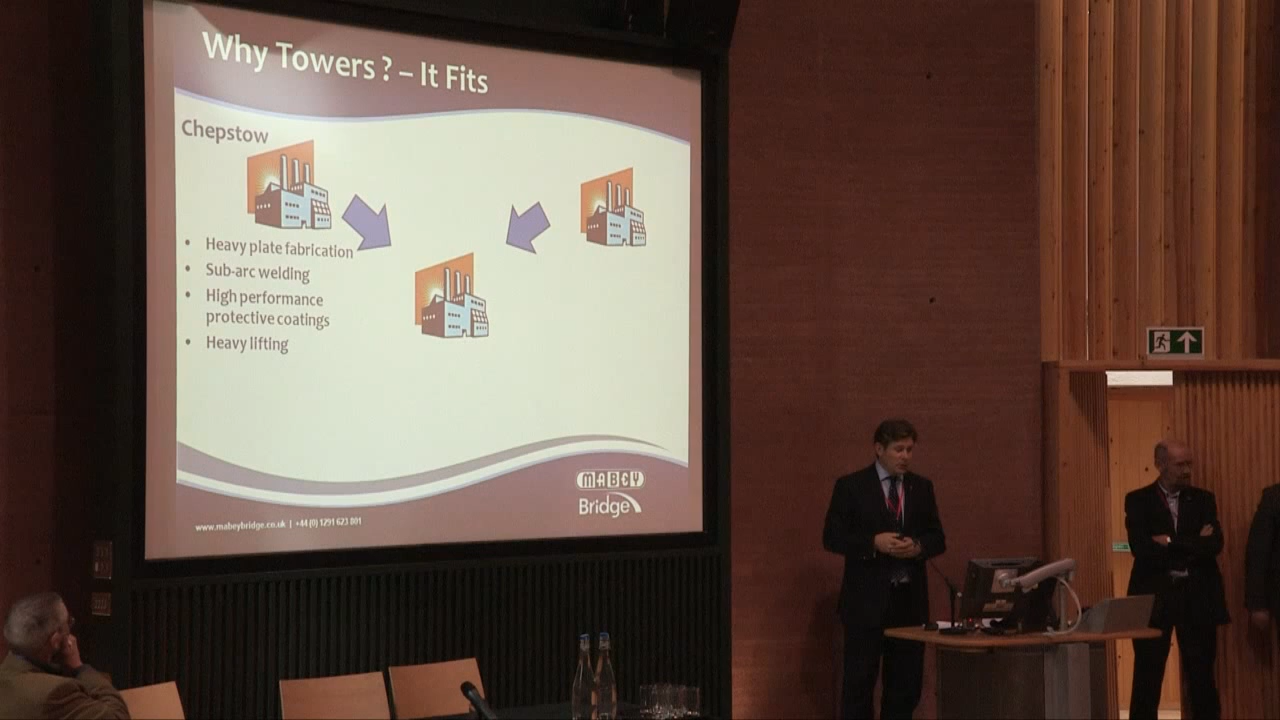 Why Towers ? – It Fits
Chepstow
• Heavy plate fabrication
• Sub-arc welding
• High performance
protective coatings
• Heavy lifting
MABEY
Bridge
www.mabeybridge.co.uk | +44 (0) 1291 623 801